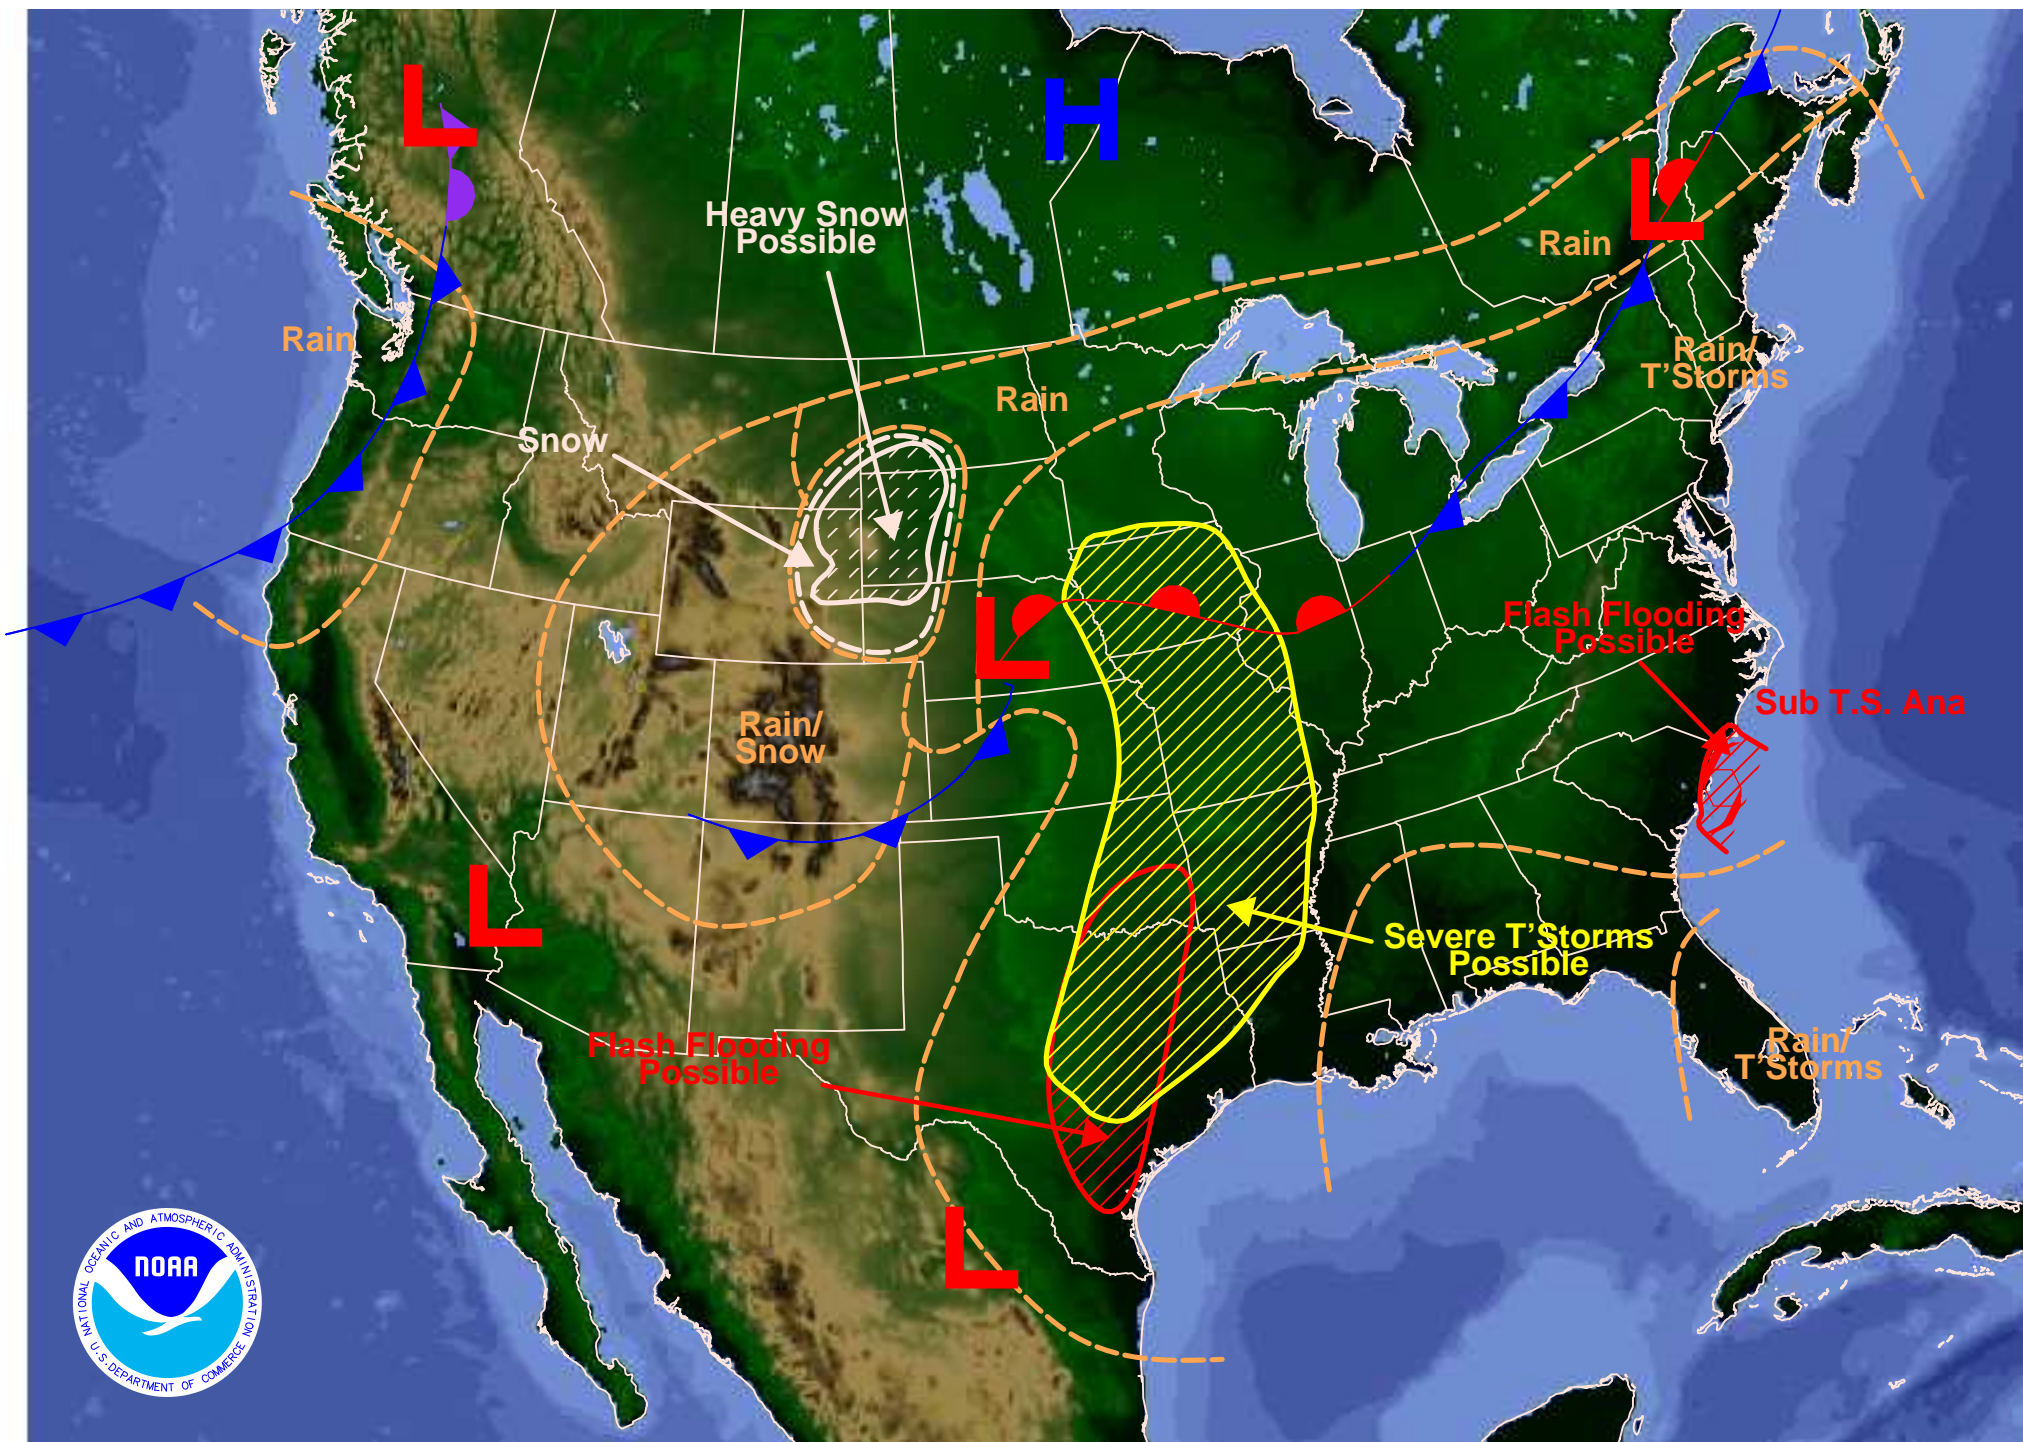 H
L
L
Heavy Snow
Possible
Rain
Rain
Rain/
T'Storms
Rain
Snow
Flash Flooding
Possible
L
Sub T.S. Ana
Rain/
Snow
L
Severe T'Storms
Possible
Flash Flooding
Possible
Rain/
T'Storms
L
NATIONAL OCEANIC AND ATMOSPHERIC ADMINISTRATION
NOAA
U.S. DEPARTMENT OF COMMERCE